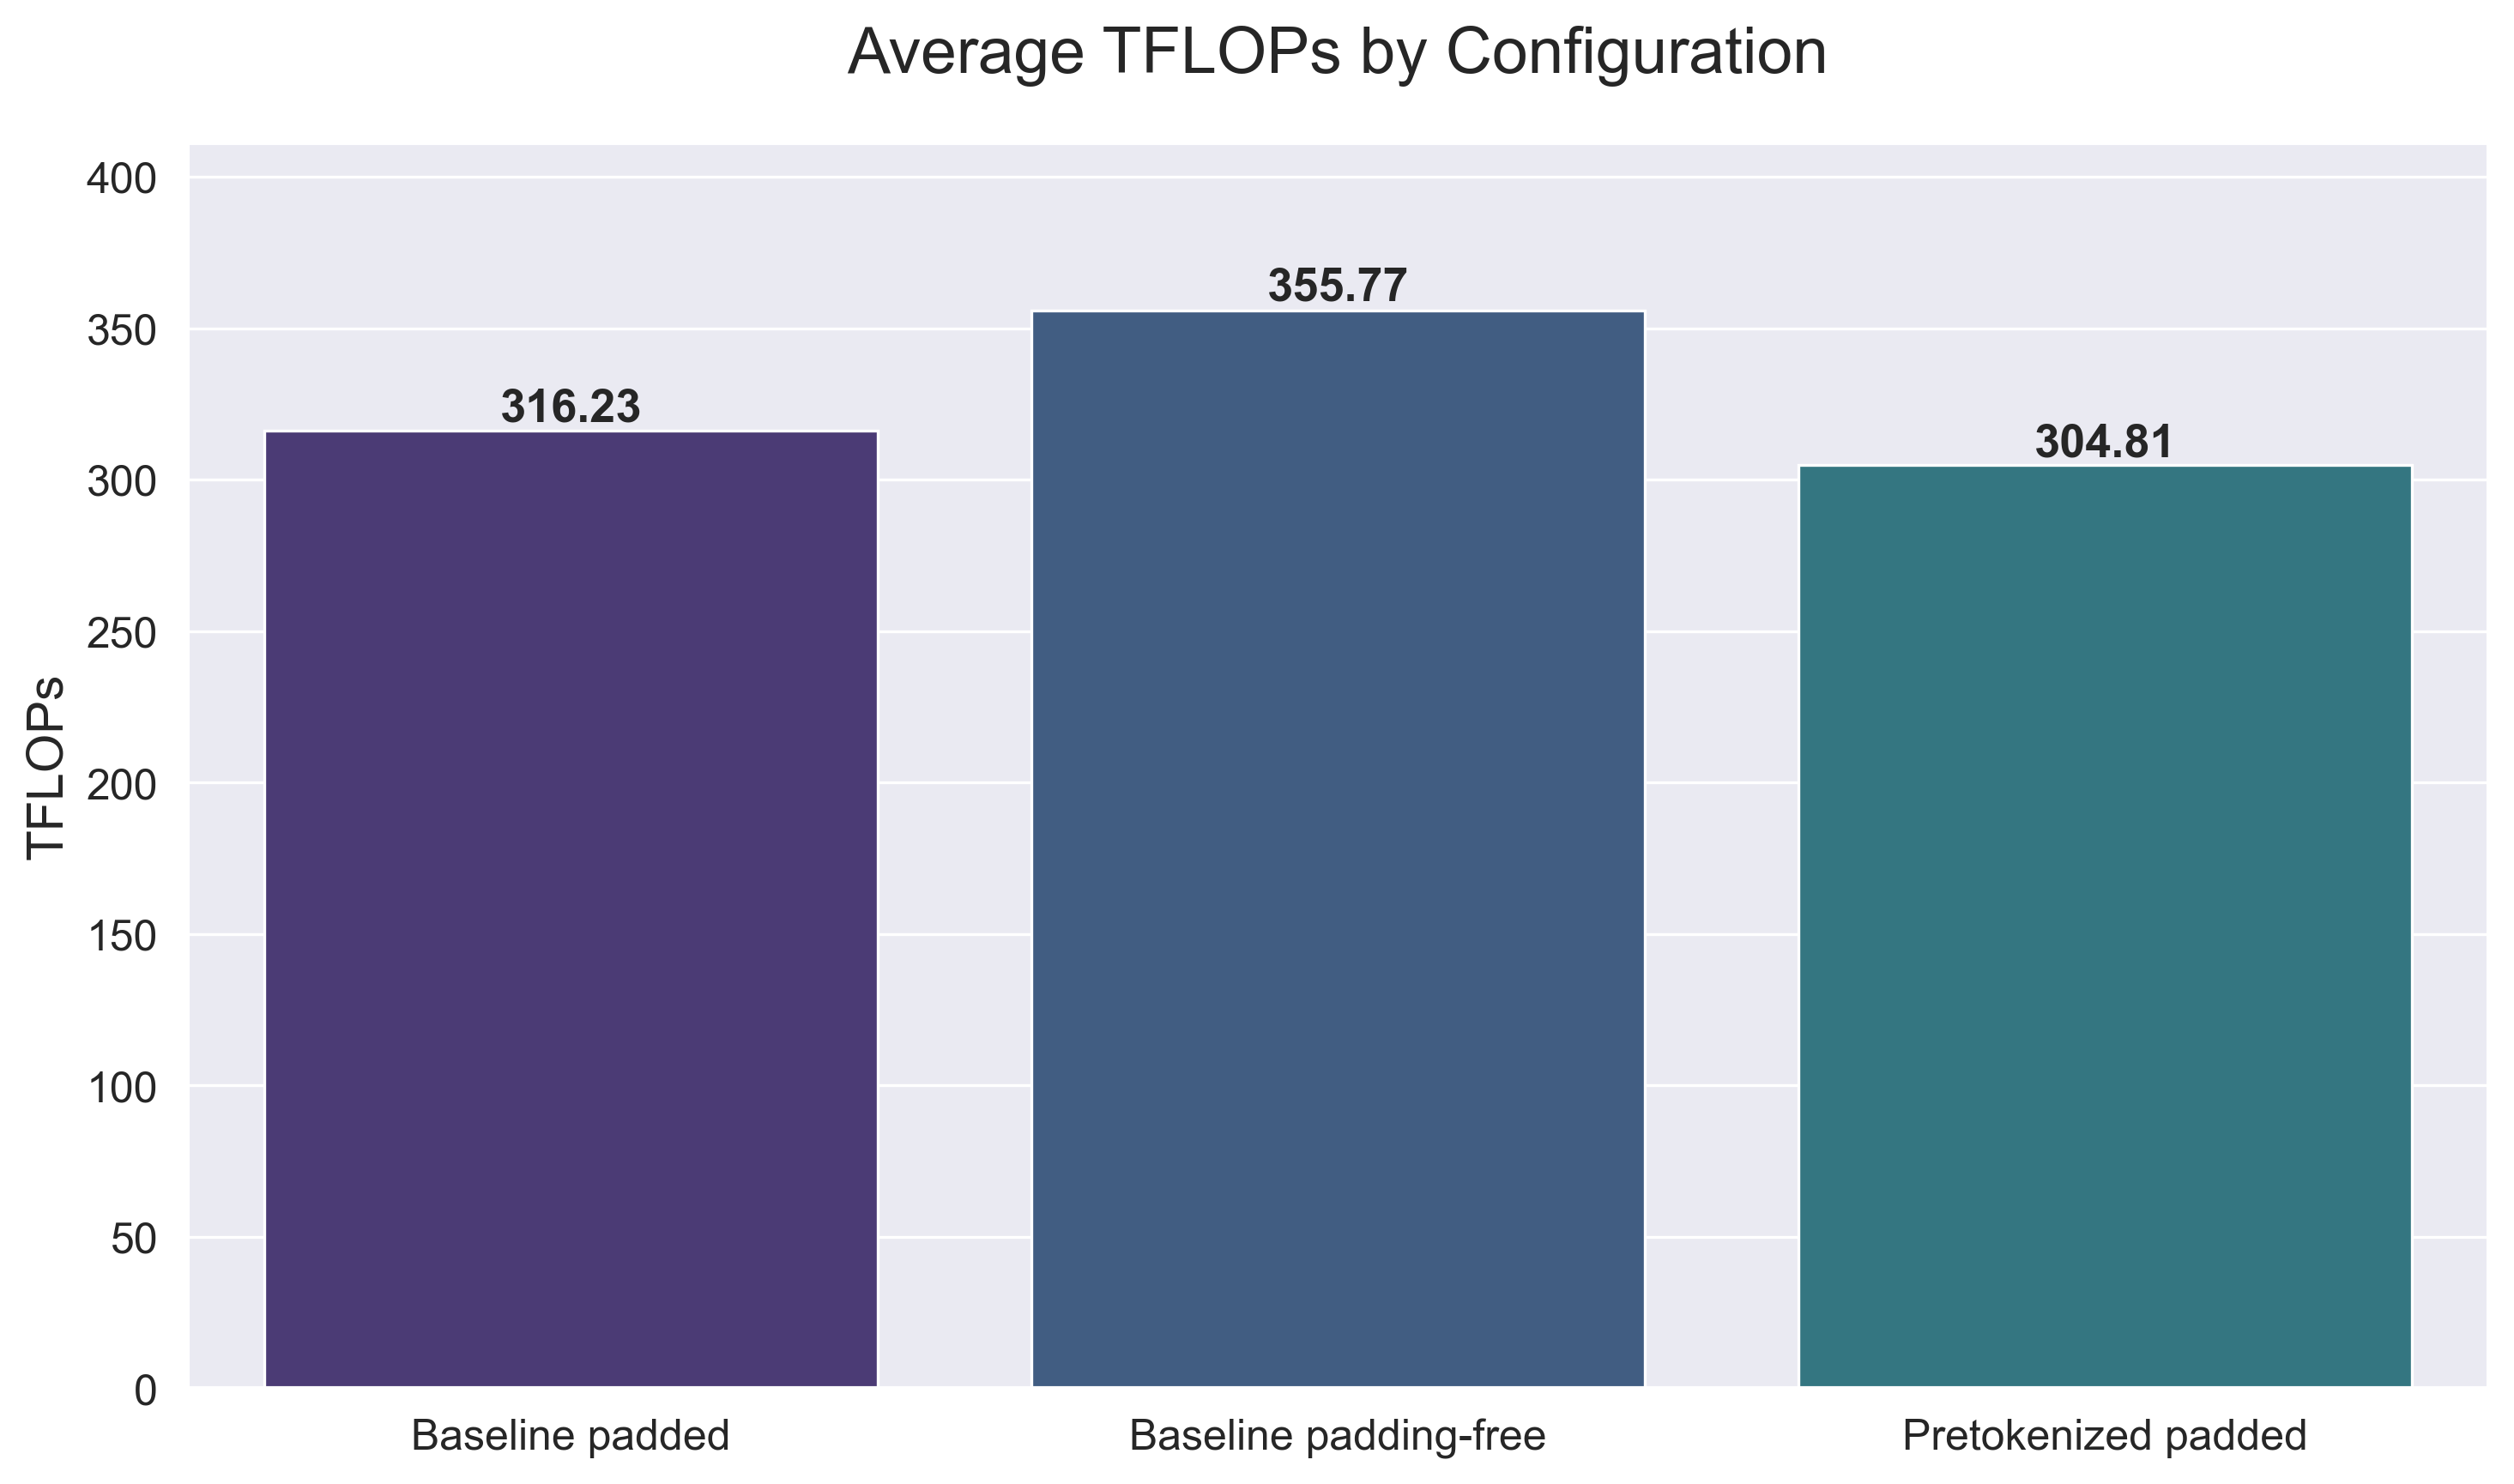 Average TFLOPs by Configuration
400
350
300
250
200
150
100
50
0
TFLOPs
316.23
355.77
304.81
Baseline padded
Baseline padding-free
Pretokenized padded